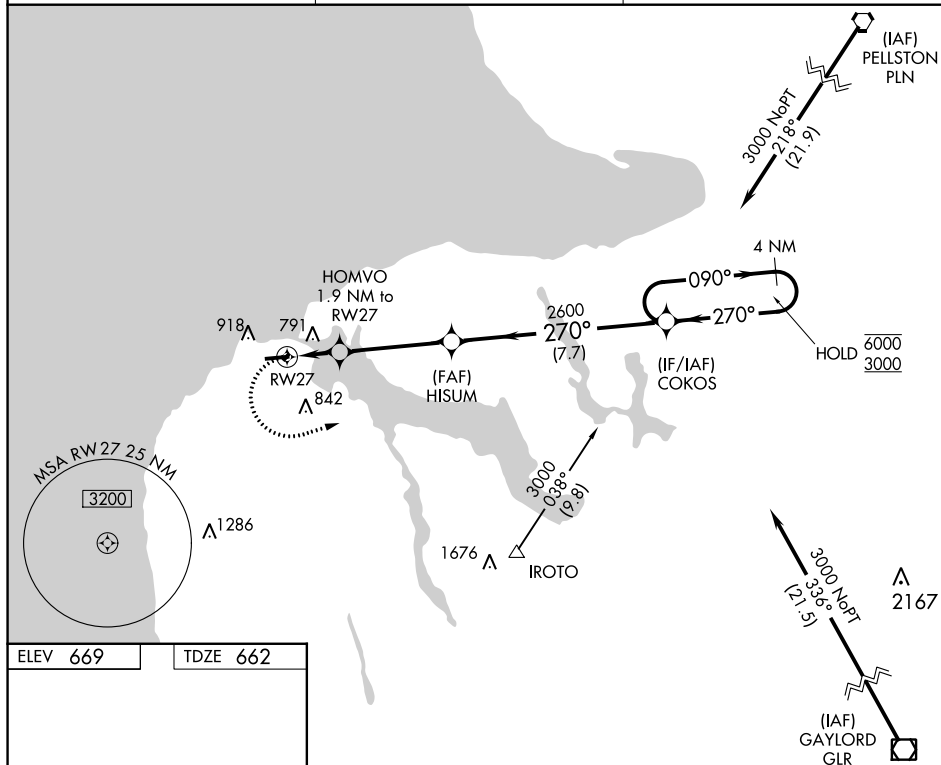 (IAF)
PELLSTON
PLN
3000 NoPT
218°
(21.9)
4 NM
090°
270°
HOLD
6000
3000
HOMVO
1.9 NM to
RW27
2600
270°
(7.7)
(IF/IAF)
COKOS
918
791
RW27
(FAF)
HISUM
842
MSA RW27 25 NM
3200
1286
3000
038°
(9.8)
1676
IROTO
3000 NoPT
336°
(21.5)
2167
(IAF)
GAYLORD
GLR
ELEV 669
TDZE 662